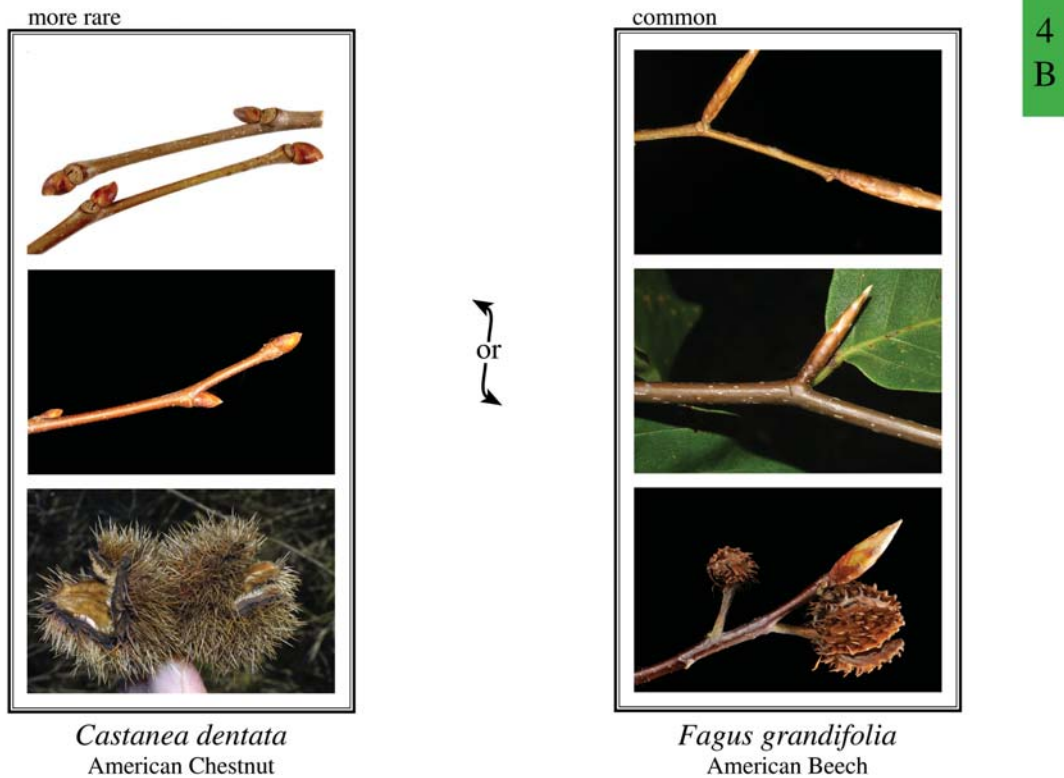 more rare
common
4
B
or
Castanea dentata
American Chestnut
Fagus grandifolia
American Beech